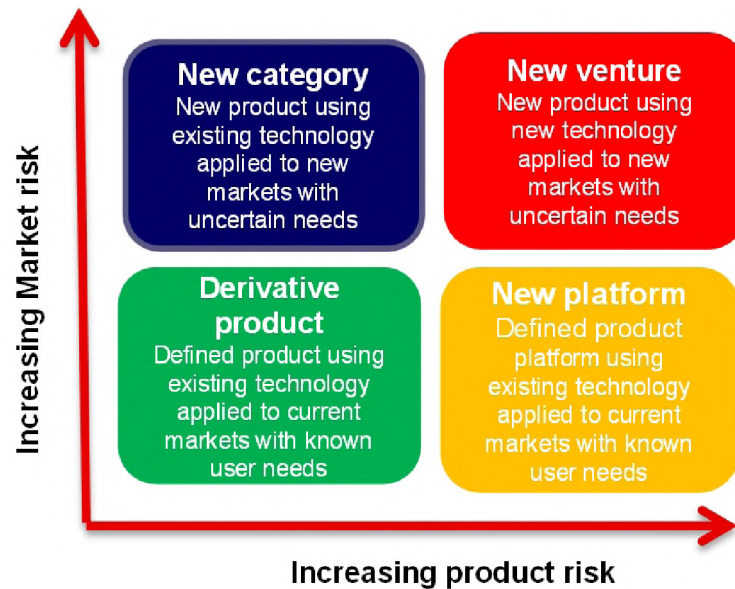 Increasing Market risk
New category
New product using
existing technology
applied to new
markets with
uncertain needs
New venture
New product using
new technology
applied to new
markets with
uncertain needs
Derivative
product
Defined product using
existing technology
applied to current
markets with known
user needs
New platform
Defined product
platform using
existing technology
applied to current
markets with known
user needs
Increasing product risk